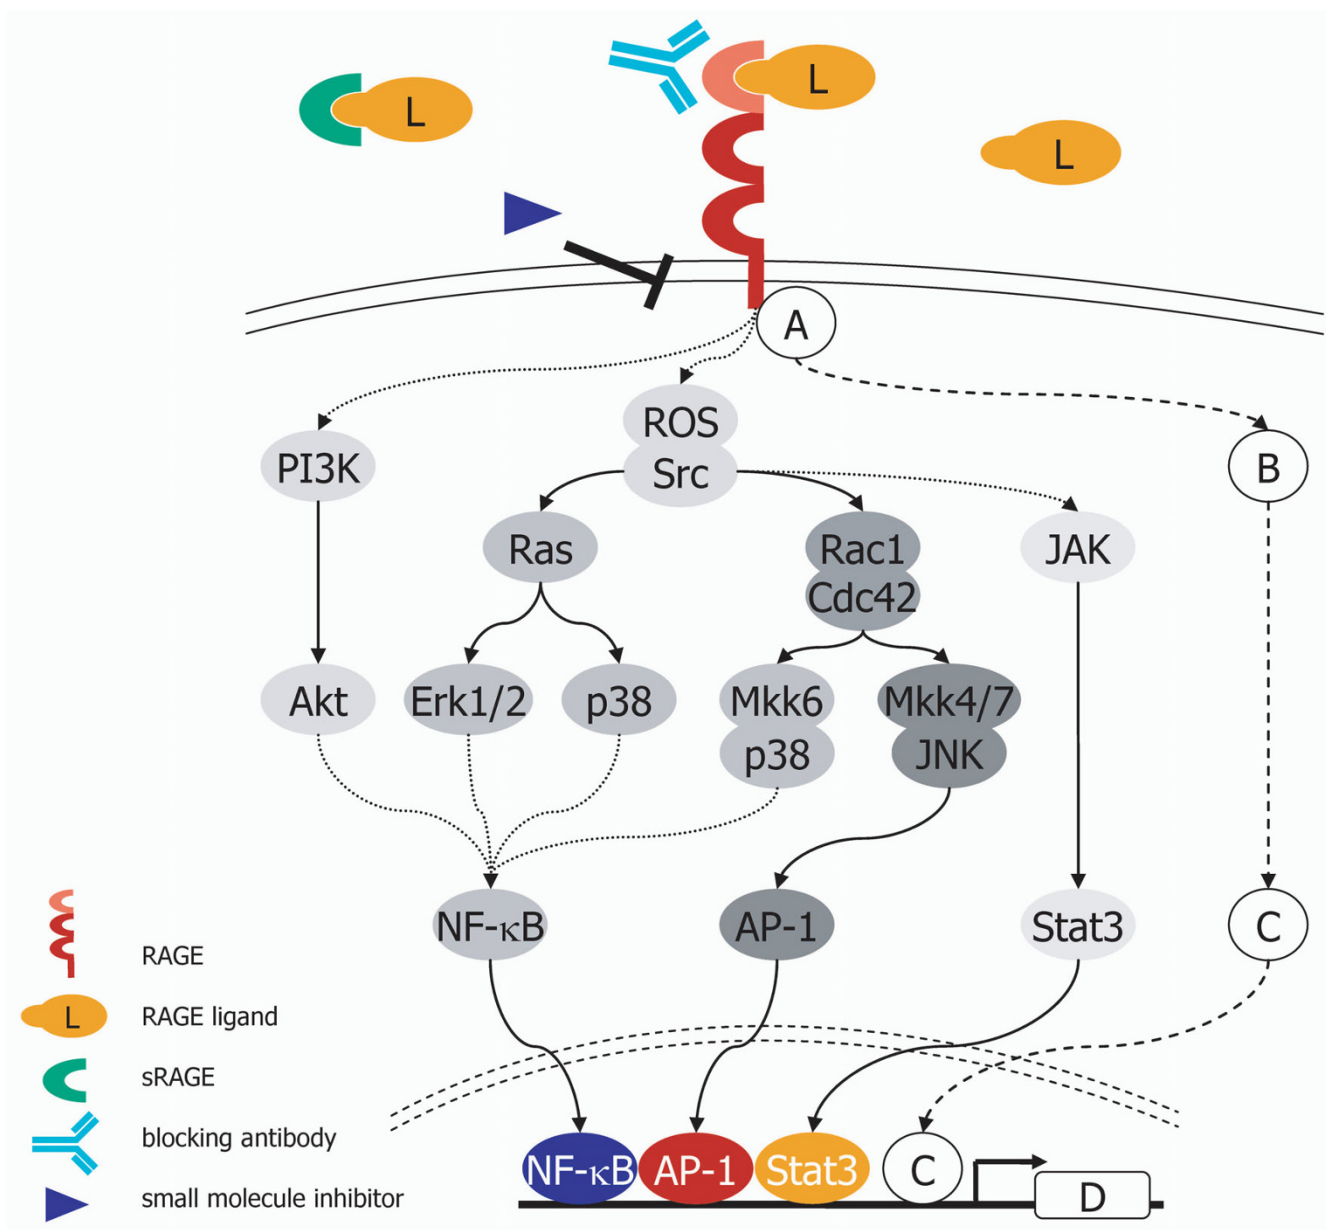 L
L
L
A
PI3K
ROS
Src
B
Ras
Rac1
Cdc42
JAK
Akt
Erk1/2
p38
Mkk6
p38
Mkk4/7
JNK
NF-κB
AP-1
Stat3
C
RAGE
L
RAGE ligand
sRAGE
blocking antibody
small molecule inhibitor
NF-κB
AP-1
Stat3
C
D